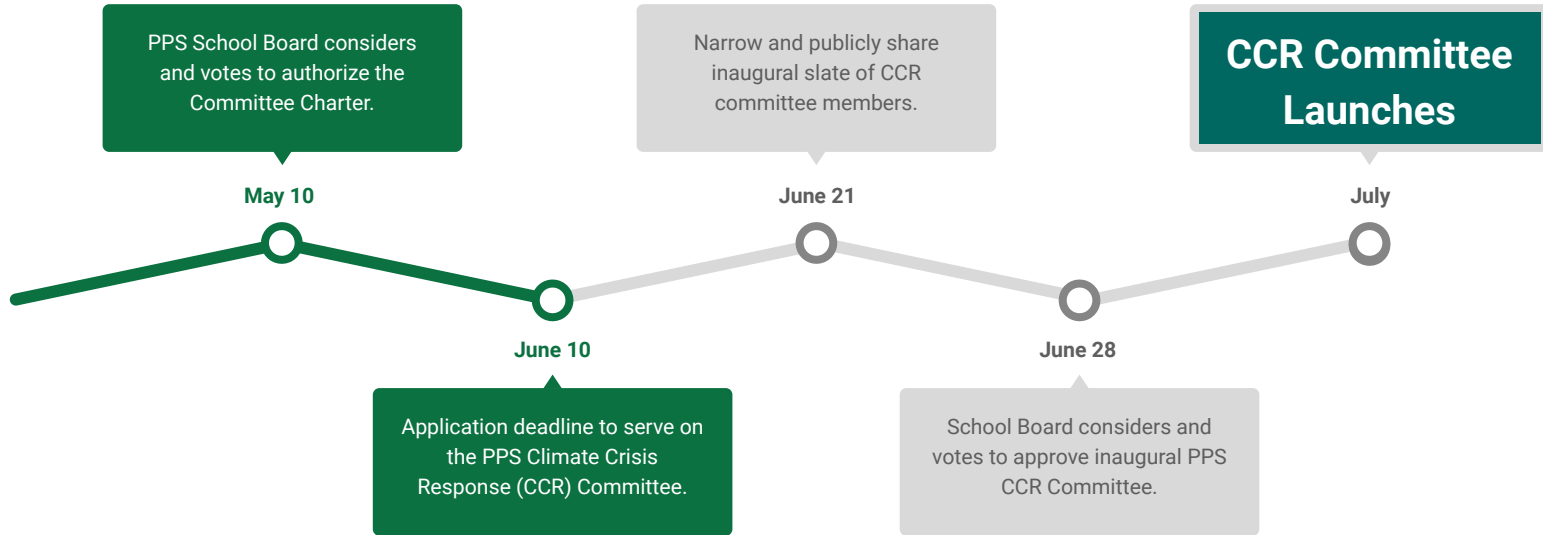 PPS School Board considers
and votes to authorize the
Committee Charter.
May 10
June 10
Application deadline to serve on
the PPS Climate Crisis
Response (CCR) Committee.
Narrow and publicly share
inaugural slate of CCR
committee members.
June 21
June 28
School Board considers and
votes to approve inaugural PPS
CCR Committee.
CCR Committee
Launches
July